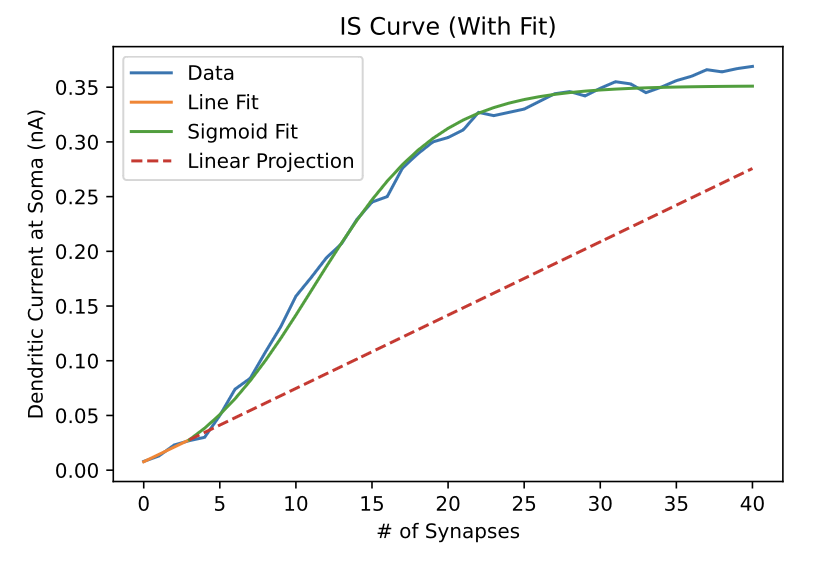 IS Curve (With Fit)
Data
Line Fit
Sigmoid Fit
Linear Projection
Dendritic Current at Soma (nA)
0.35
0.30
0.25
0.20
0.15
0.10
0.05
0.00
0 5 10 15 20 25 30 35 40
# of Synapses